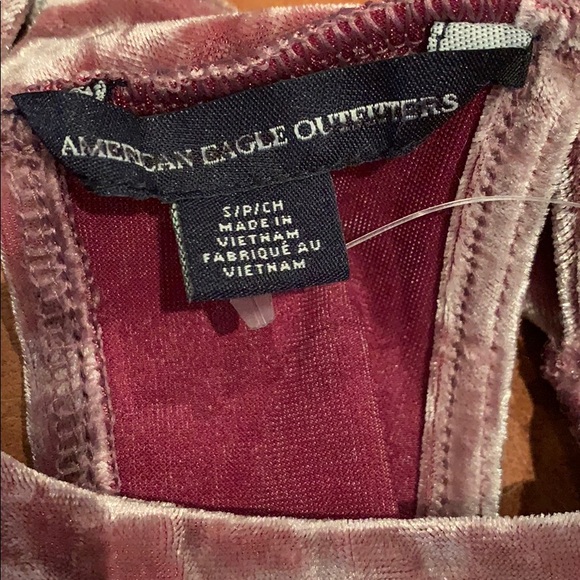 AMERICAN EAGLE OUTFITTERS
S/P/CH
MADE IN
VIETNAM
FABRIQUÉ AU
VIETNAM